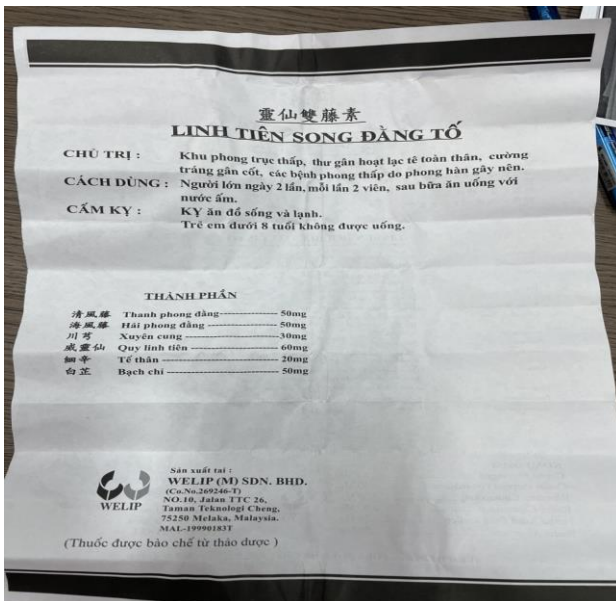 靈仙雙藤素
LINH TIÊN SONG ĐẰNG TỐ
CHỦ TRỊ : Khu phong trục thấp, thư gân hoạt lạc tê toàn thân, cường
tráng gân cốt, các bệnh phong thấp do phong hàn gây nên.
CÁCH DÙNG : Người lớn ngày 2 lần, mỗi lần 2 viên, sau bữa ăn uống với
nước ấm.
CẤM KỴ : KỴ ăn đồ sống và lạnh.
Trẻ em dưới 8 tuổi không được uống.
THÀNH PHẦN
清風藤 Thanh phong đằng---------------- 50mg
海風藤 Hải phong đằng ---------------- 50mg
川芎 Xuyên cung -------------------------30mg
威靈仙 Quy linh tiên ---------------------- 60mg
細辛 Tế thân ------------------------------- 20mg
白芷 Bạch chỉ ----------------------------- 50mg
Sản xuất tại :
WELIP (M) SDN. BHD.
(Co.No.269246-T)
NO.10, Jalan TTC 26,
Taman Teknologi Cheng,
75250 Melaka, Malaysia.
MAL-19990183T
WELIP
(Thuốc được bào chế từ thảo dược )